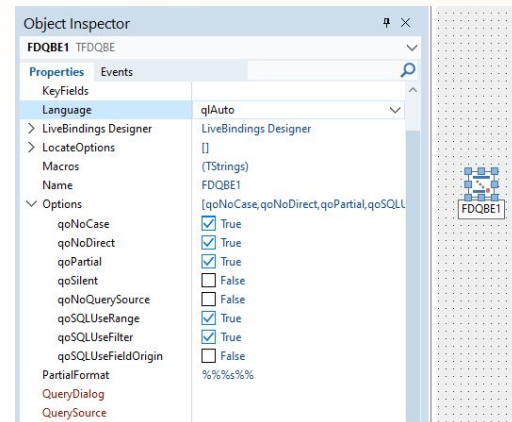 Object Inspector
FDQBE1 TFDQBE
Properties Events
KeyFields
Language qlAuto
LiveBindings Designer LiveBindings Designer
LocateOptions []
Macros (TStrings)
Name FDQBE1
Options [qoNoCase,qoNoDirect,qoPartial,qoSQLU
qoNoCase True
qoNoDirect True
qoPartial True
qoSilent False
qoNoQuerySource False
qoSQLUseRange True
qoSQLUseFilter True
qoSQLUseFieldOrigin False
PartialFormat %%%s%%
QueryDialog
QuerySource
FDQBE1